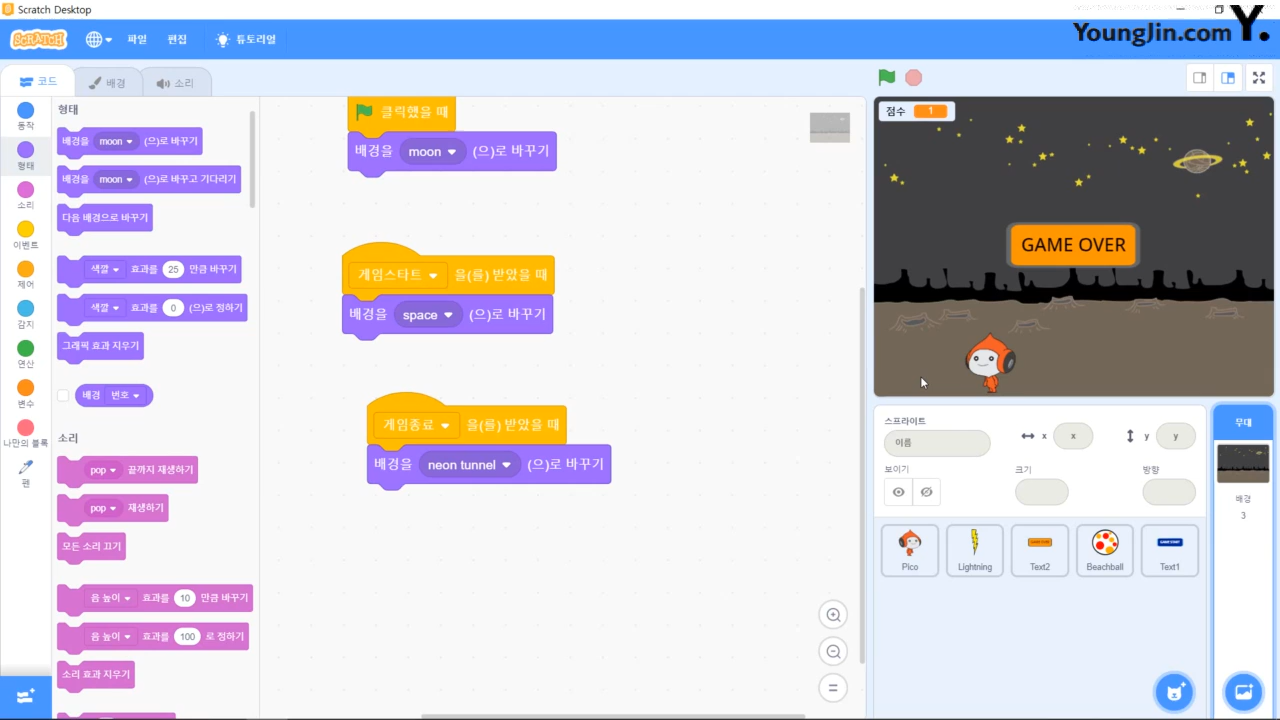 Scratch Desktop
YoungJin.com Y.
SCRATCH
파일 편집 튜토리얼
코드 배경 소리
동작
형태
소리
이벤트
제어
감지
연산
변수
나만의 블록
펜
형태
배경을 moon (으)로 바꾸기
배경을 moon (으)로 바꾸고 기다리기
다음 배경으로 바꾸기
색깔 효과를 25 만큼 바꾸기
색깔 효과를 0 (으)로 정하기
그래픽 효과 지우기
배경 번호
소리
pop 끝까지 재생하기
pop 재생하기
모든 소리 끄기
음 높이 효과를 10 만큼 바꾸기
음 높이 효과를 100 로 정하기
소리 효과 지우기
클릭했을 때
배경을 moon (으)로 바꾸기
게임스타트 을(를) 받았을 때
배경을 space (으)로 바꾸기
게임종료 을(를) 받았을 때
배경을 neon tunnel (으)로 바꾸기
점수 1
GAME OVER
스프라이트
이름
x x
y y
보이기
크기
방향
Pico
Lightning
GAME OVER
Text2
Beachball
GAME START
Text1
무대
배경
3